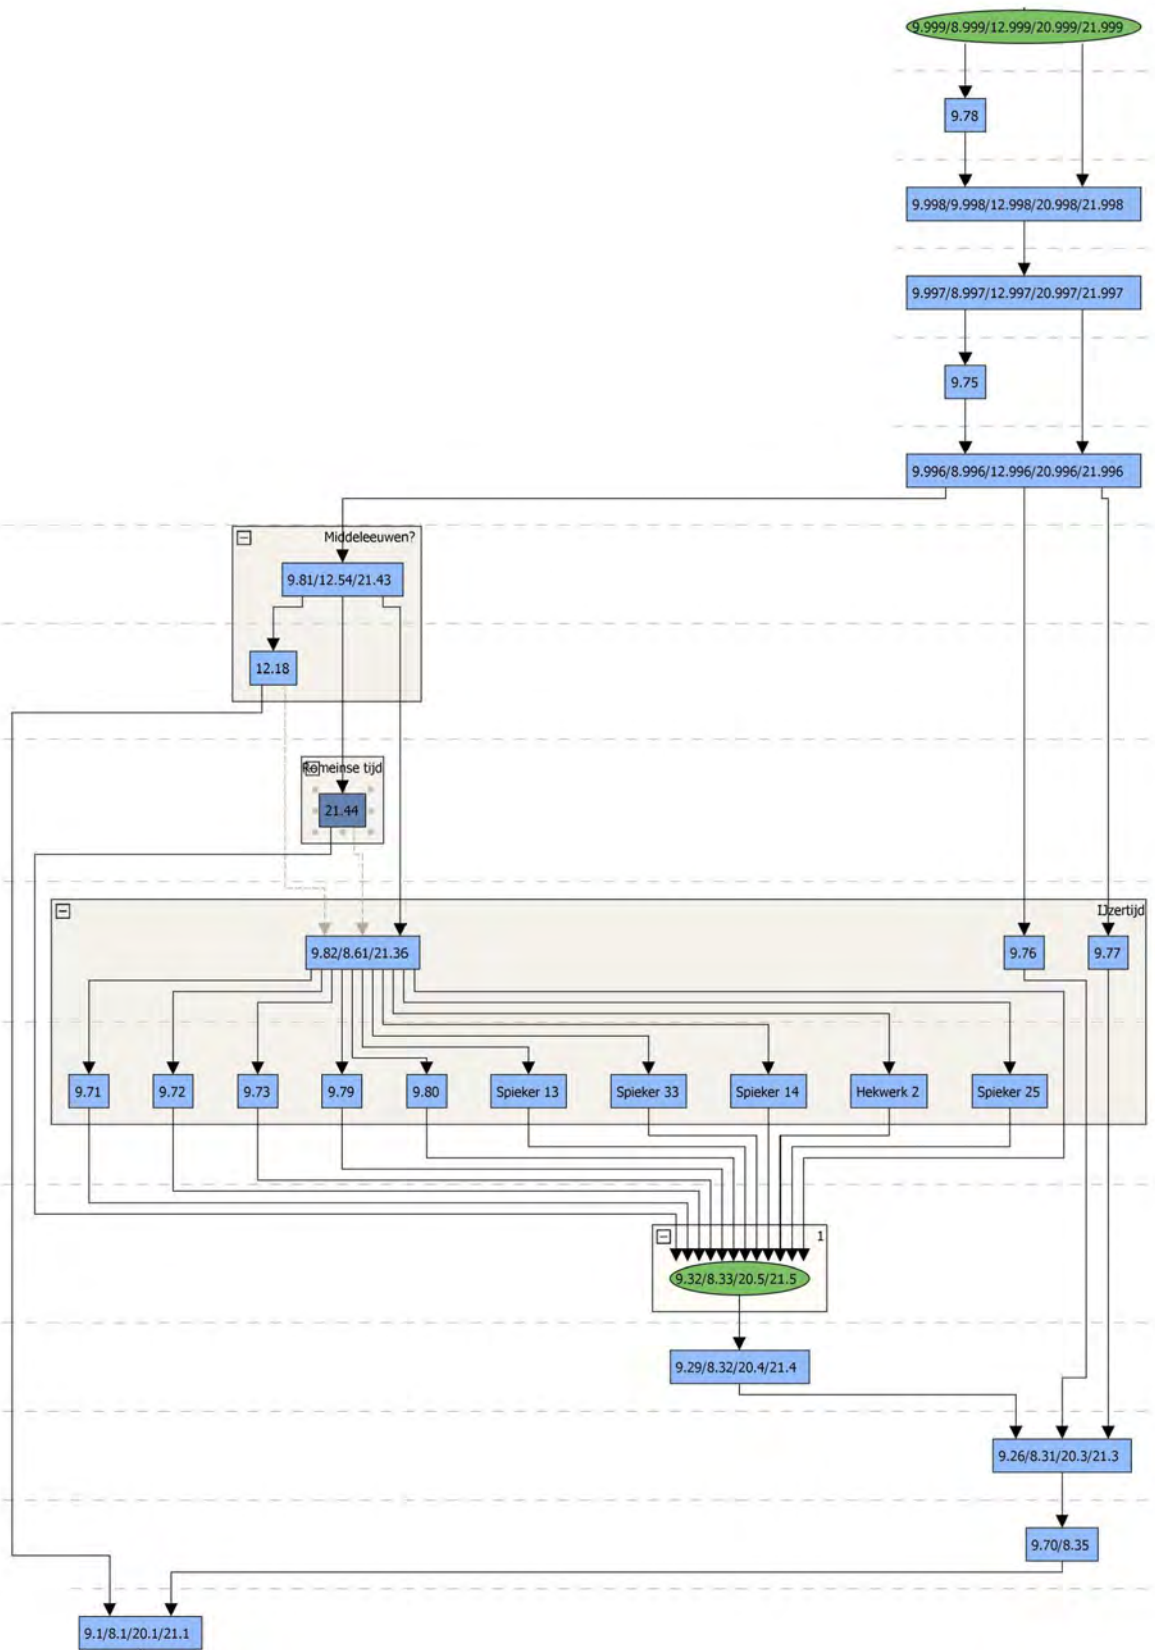 9.999/8.999/12.999/20.999/21.999
9.78
9.998/9.998/12.998/20.998/21.998
9.997/8.997/12.997/20.997/21.997
9.75
9.996/8.996/12.996/20.996/21.996
Middeleeuwen?
9.81/12.54/21.43
12.18
Romeinse tijd
21.44
IJzertijd
9.82/8.61/21.36
9.76
9.77
9.71
9.72
9.73
9.79
9.80
Spieker 13
Spieker 33
Spieker 14
Hekwerk 2
Spieker 25
1
9.32/8.33/20.5/21.5
9.29/8.32/20.4/21.4
9.26/8.31/20.3/21.3
9.70/8.35
9.1/8.1/20.1/21.1